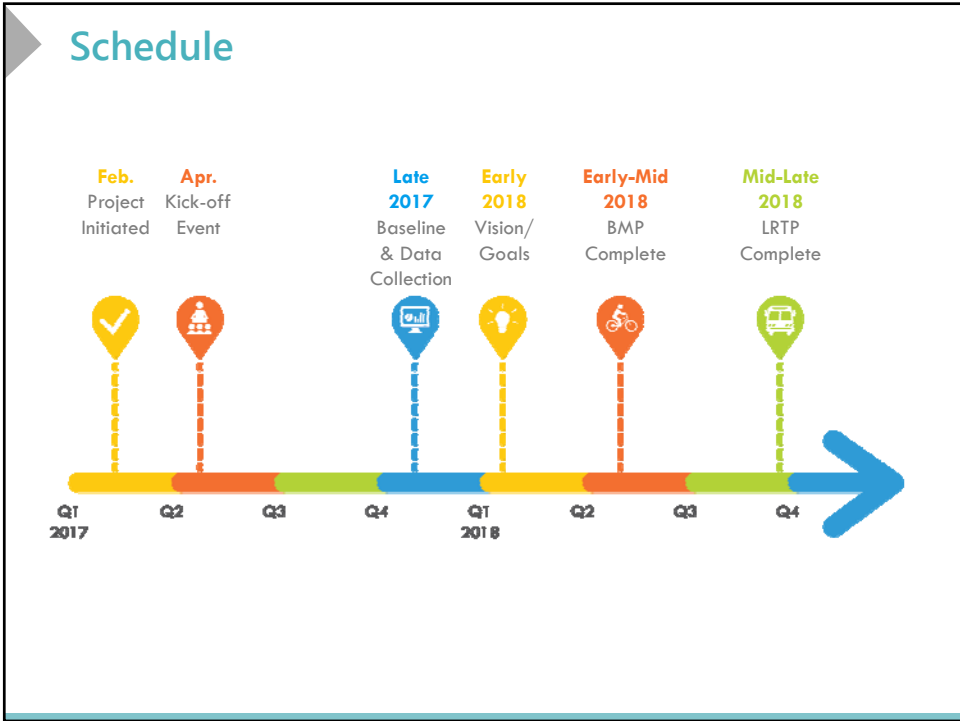 Schedule
Feb.
Project
Initiated
Apr.
Kick-off
Event
Late
2017
Baseline
& Data
Collection
Early
2018
Vision/
Goals
Early-Mid
2018
BMP
Complete
Mid-Late
2018
LRTP
Complete
Q1
2017
Q2
Q3
Q4
Q1
2018
Q2
Q3
Q4